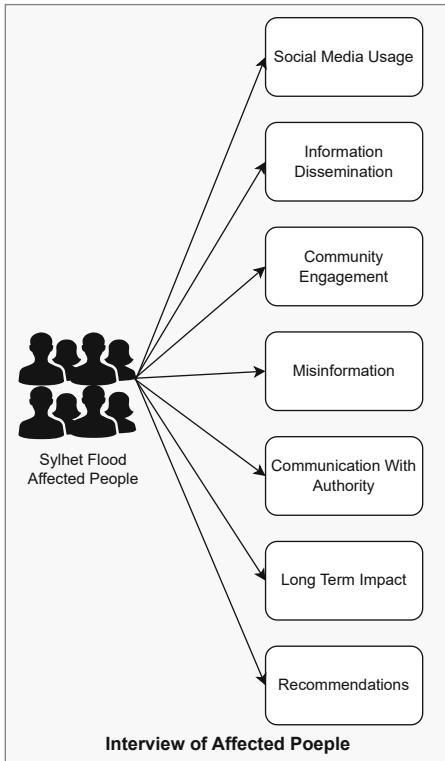 Social Media Usage
Information
Dissemination
Community
Engagement
Misinformation
Sylhet Flood
Affected People
Communication With
Authority
Long Term Impact
Recommendations
Interview of Affected Poeple